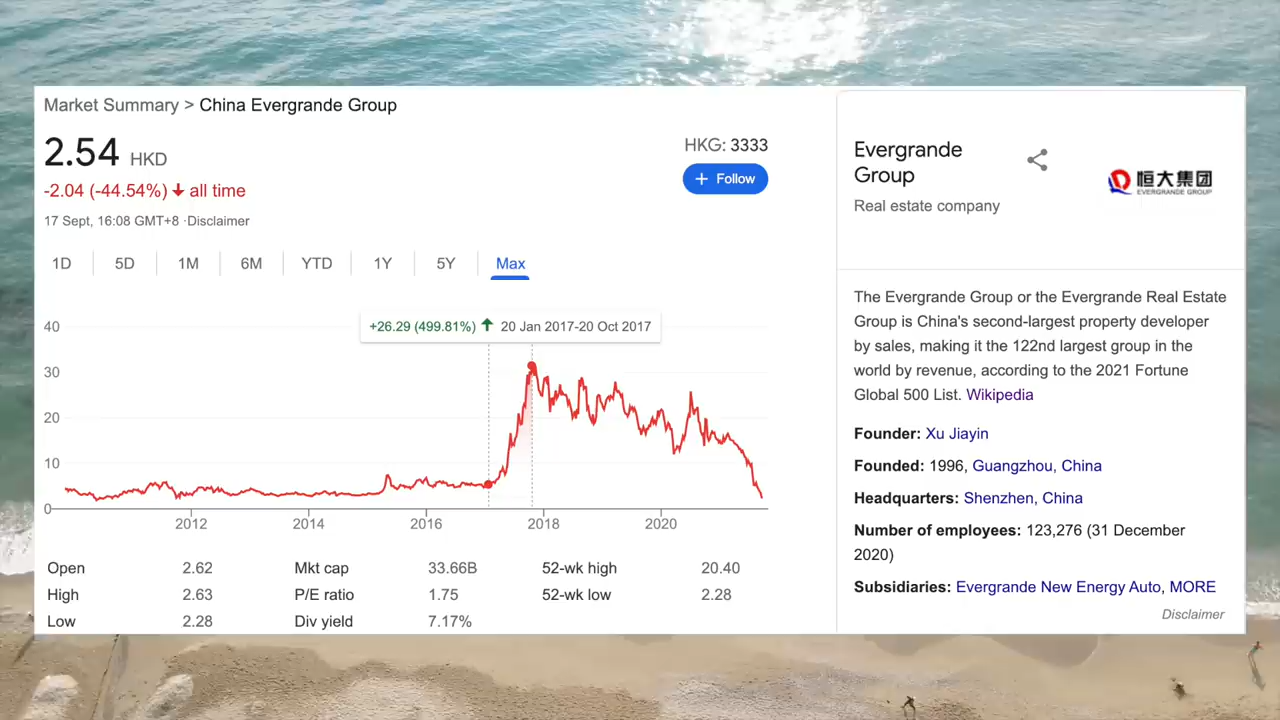 Market Summary > China Evergrande Group
2.54 HKD
-2.04 (-44.54%) ↓ all time
17 Sept, 16:08 GMT+8 ·Disclaimer
HKG: 3333
+ Follow
1D 5D 1M 6M YTD 1Y 5Y Max
+26.29 (499.81%) ↑ 20 Jan 2017-20 Oct 2017
40
30
20
10
0
2012 2014 2016 2018 2020
Open 2.62 Mkt cap 33.66B 52-wk high 20.40
High 2.63 P/E ratio 1.75 52-wk low 2.28
Low 2.28 Div yield 7.17%
Evergrande
Group
Real estate company
恒大集团
EVERGRANDE GROUP
The Evergrande Group or the Evergrande Real Estate
Group is China's second-largest property developer
by sales, making it the 122nd largest group in the
world by revenue, according to the 2021 Fortune
Global 500 List. Wikipedia
Founder: Xu Jiayin
Founded: 1996, Guangzhou, China
Headquarters: Shenzhen, China
Number of employees: 123,276 (31 December
2020)
Subsidiaries: Evergrande New Energy Auto, MORE
Disclaimer